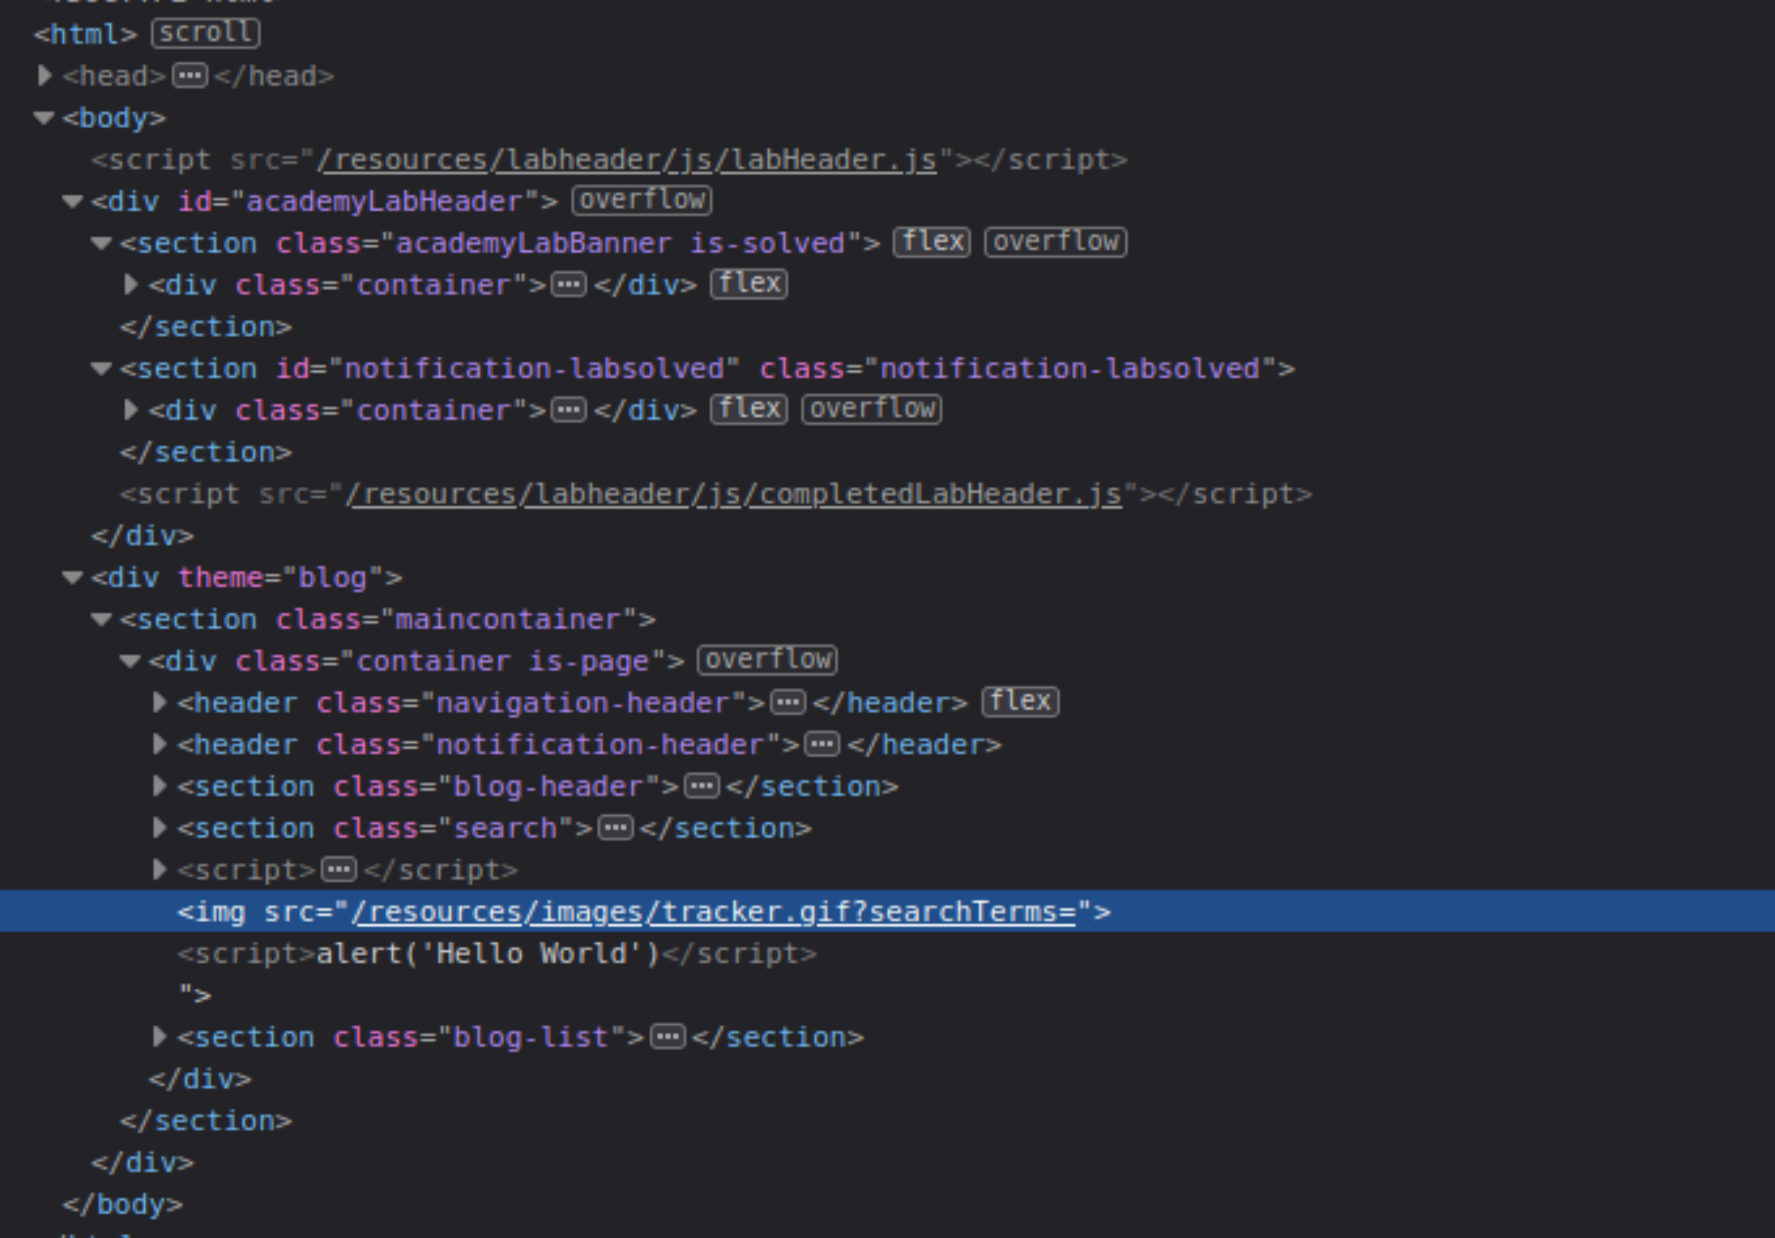 <html> scroll
<head> ··· </head>
<body>
<script src="/resources/labheader/js/labHeader.js"></script>
<div id="academyLabHeader"> overflow
<section class="academyLabBanner is-solved"> flex overflow
<div class="container"> ··· </div> flex
</section>
<section id="notification-labsolved" class="notification-labsolved">
<div class="container"> ··· </div> flex overflow
</section>
<script src="/resources/labheader/js/completedLabHeader.js"></script>
</div>
<div theme="blog">
<section class="maincontainer">
<div class="container is-page"> overflow
<header class="navigation-header"> ··· </header> flex
<header class="notification-header"> ··· </header>
<section class="blog-header"> ··· </section>
<section class="search"> ··· </section>
<script> ··· </script>
<img src="/resources/images/tracker.gif?searchTerms=">
<script>alert('Hello World')</script>
">
<section class="blog-list"> ··· </section>
</div>
</section>
</div>
</body>